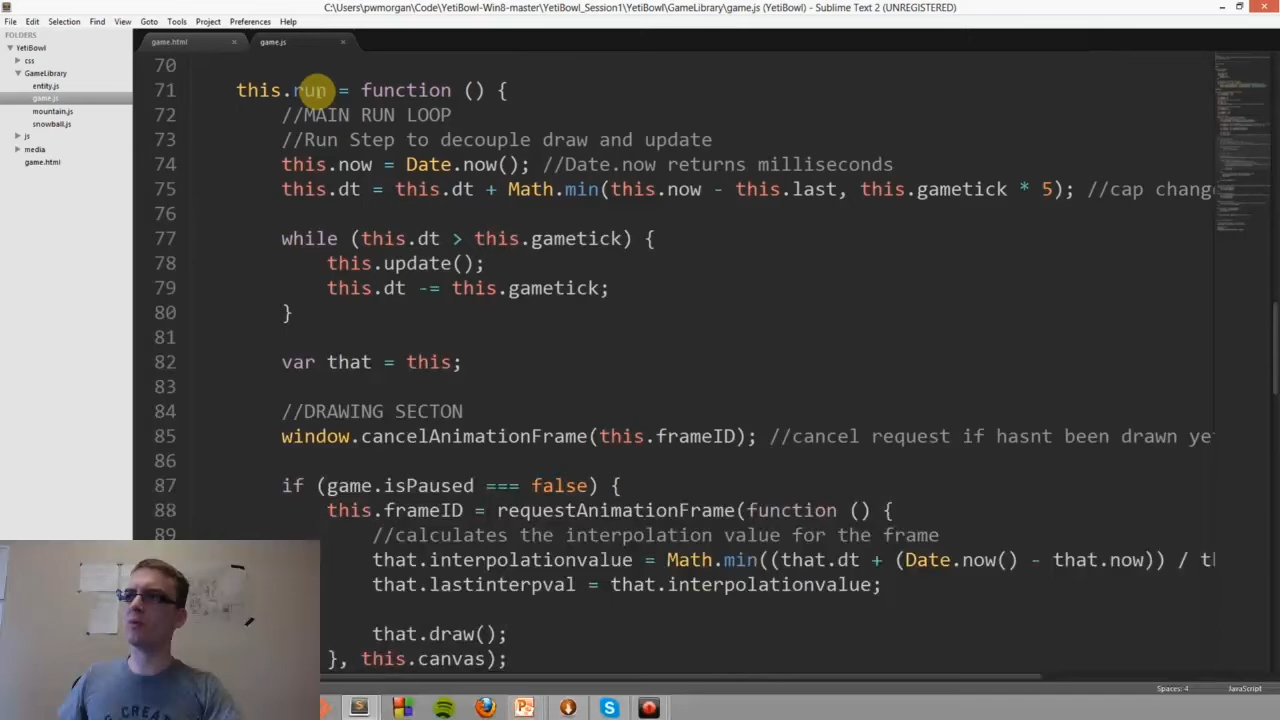 C:\Users\pwmorgan\Code\YetiBowl-Win8-master\YetiBowl_Session1\YetiBowl\GameLibrary\game.js (YetiBowl) - Sublime Text 2 (UNREGISTERED)
File Edit Selection Find View Goto Tools Project Preferences Help
FOLDERS
YetiBowl
css
GameLibrary
entity.js
game.js
mountain.js
snowball.js
js
media
game.html
game.html × game.js ×
70
71 this.run = function () {
72 //MAIN RUN LOOP
73 //Run Step to decouple draw and update
74 this.now = Date.now(); //Date.now returns milliseconds
75 this.dt = this.dt + Math.min(this.now - this.last, this.gametick * 5); //cap chang
76
77 while (this.dt > this.gametick) {
78 this.update();
79 this.dt -= this.gametick;
80 }
81
82 var that = this;
83
84 //DRAWING SECTON
85 window.cancelAnimationFrame(this.frameID); //cancel request if hasnt been drawn ye
86
87 if (game.isPaused === false) {
88 this.frameID = requestAnimationFrame(function () {
89 //calculates the interpolation value for the frame
that.interpolationvalue = Math.min((that.dt + (Date.now() - that.now)) / th
that.lastinterpval = that.interpolationvalue;
that.draw();
}, this.canvas);
Spaces: 4 JavaScript